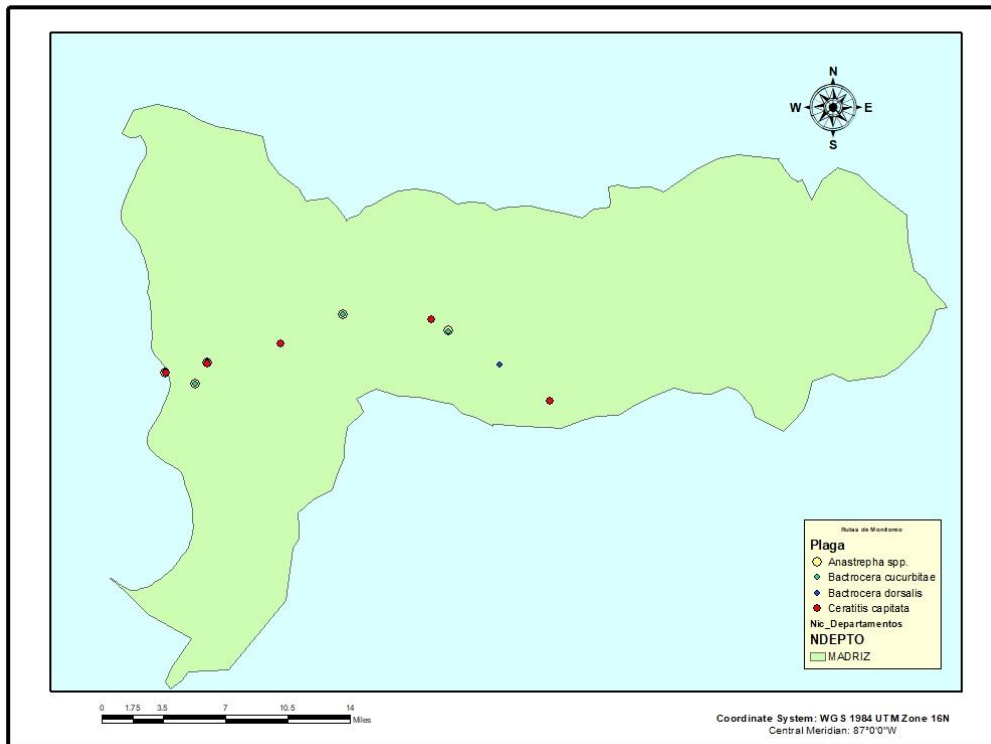 N
W E
S
Rutas de Monitoreo
Plaga
Anastrepha spp.
Bactrocera cucurbitae
Bactrocera dorsalis
Ceratitis capitata
Nic_Departamentos
NDEPTO
MADRIZ
0 1.75 3.5 7 10.5 14
Miles
Coordinate System: WGS 1984 UTM Zone 16N
Central Meridian: 87°0'0"W